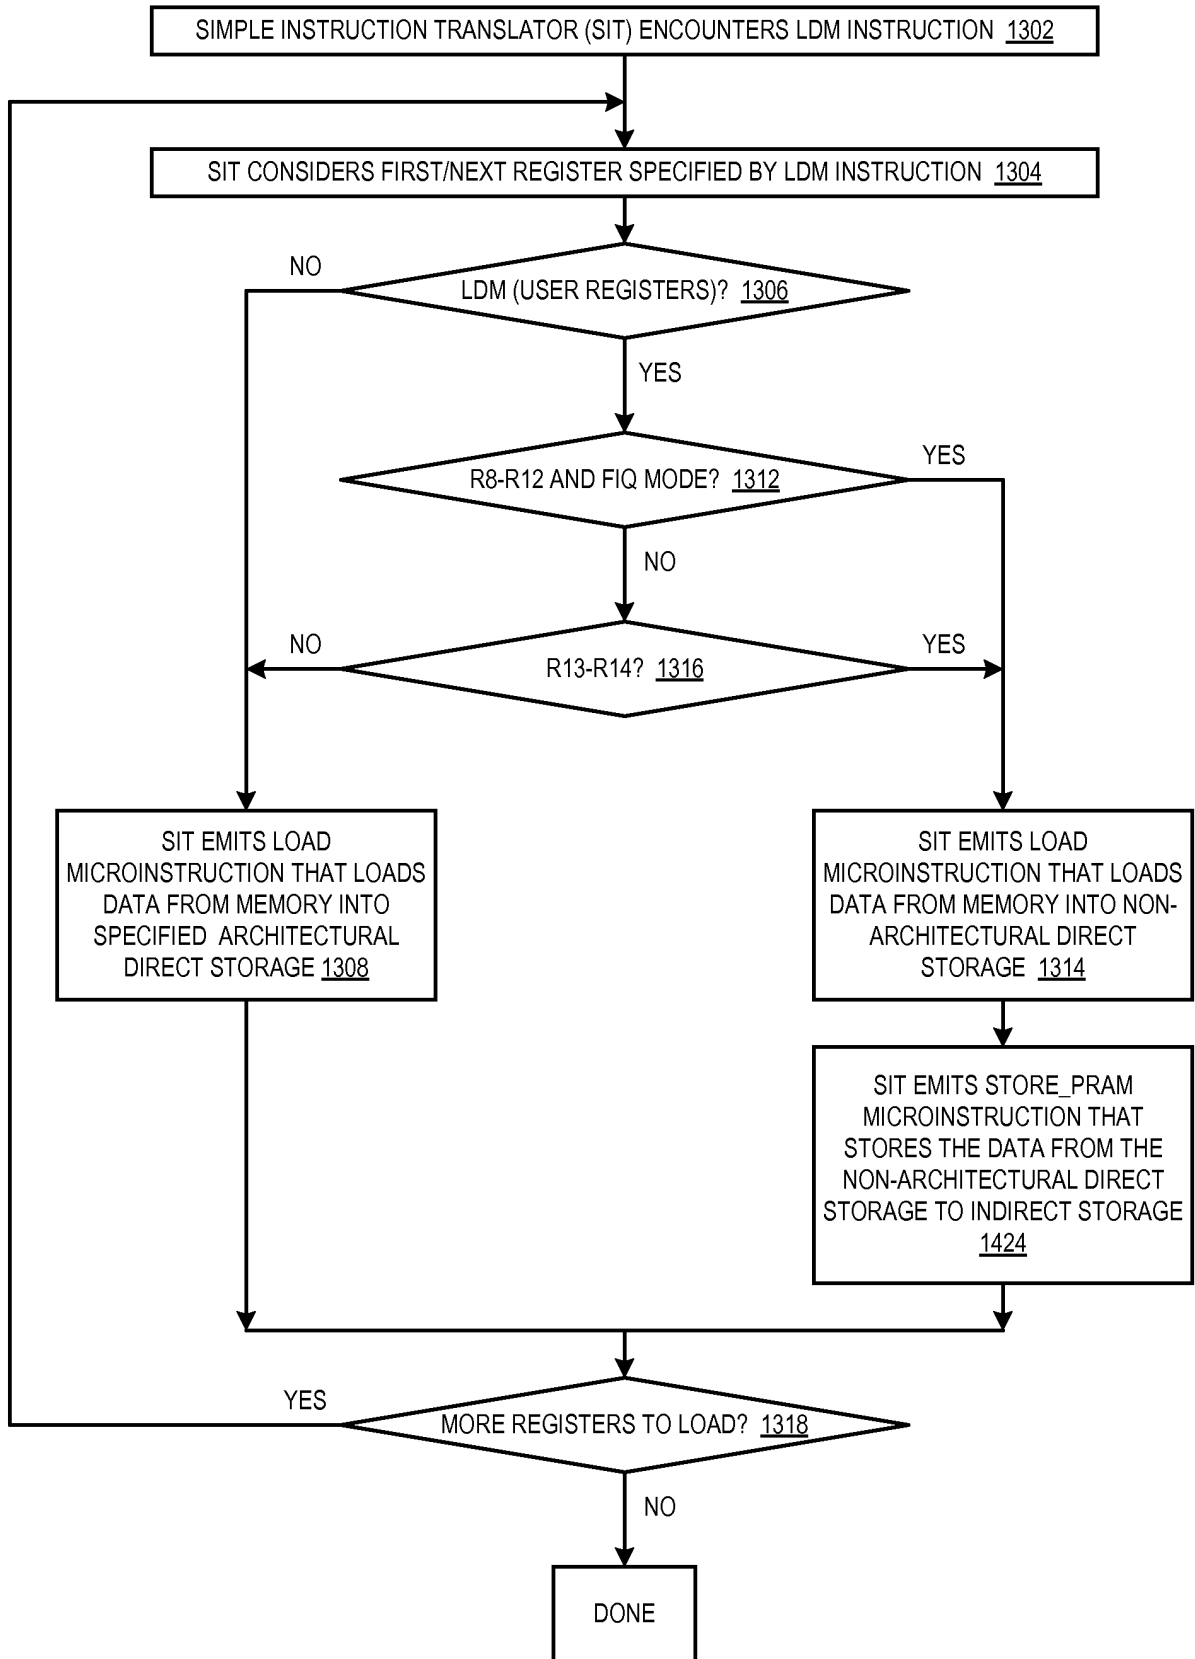 SIMPLE INSTRUCTION TRANSLATOR (SIT) ENCOUNTERS LDM INSTRUCTION 1302
SIT CONSIDERS FIRST/NEXT REGISTER SPECIFIED BY LDM INSTRUCTION 1304
NO
LDM (USER REGISTERS)? 1306
YES
R8-R12 AND FIQ MODE? 1312
YES
NO
NO
R13-R14? 1316
YES
SIT EMITS LOAD
MICROINSTRUCTION THAT LOADS
DATA FROM MEMORY INTO
SPECIFIED ARCHITECTURAL
DIRECT STORAGE 1308
SIT EMITS LOAD
MICROINSTRUCTION THAT LOADS
DATA FROM MEMORY INTO NON-
ARCHITECTURAL DIRECT
STORAGE 1314
SIT EMITS STORE_PRAM
MICROINSTRUCTION THAT
STORES THE DATA FROM THE
NON-ARCHITECTURAL DIRECT
STORAGE TO INDIRECT STORAGE
1424
YES
MORE REGISTERS TO LOAD? 1318
NO
DONE